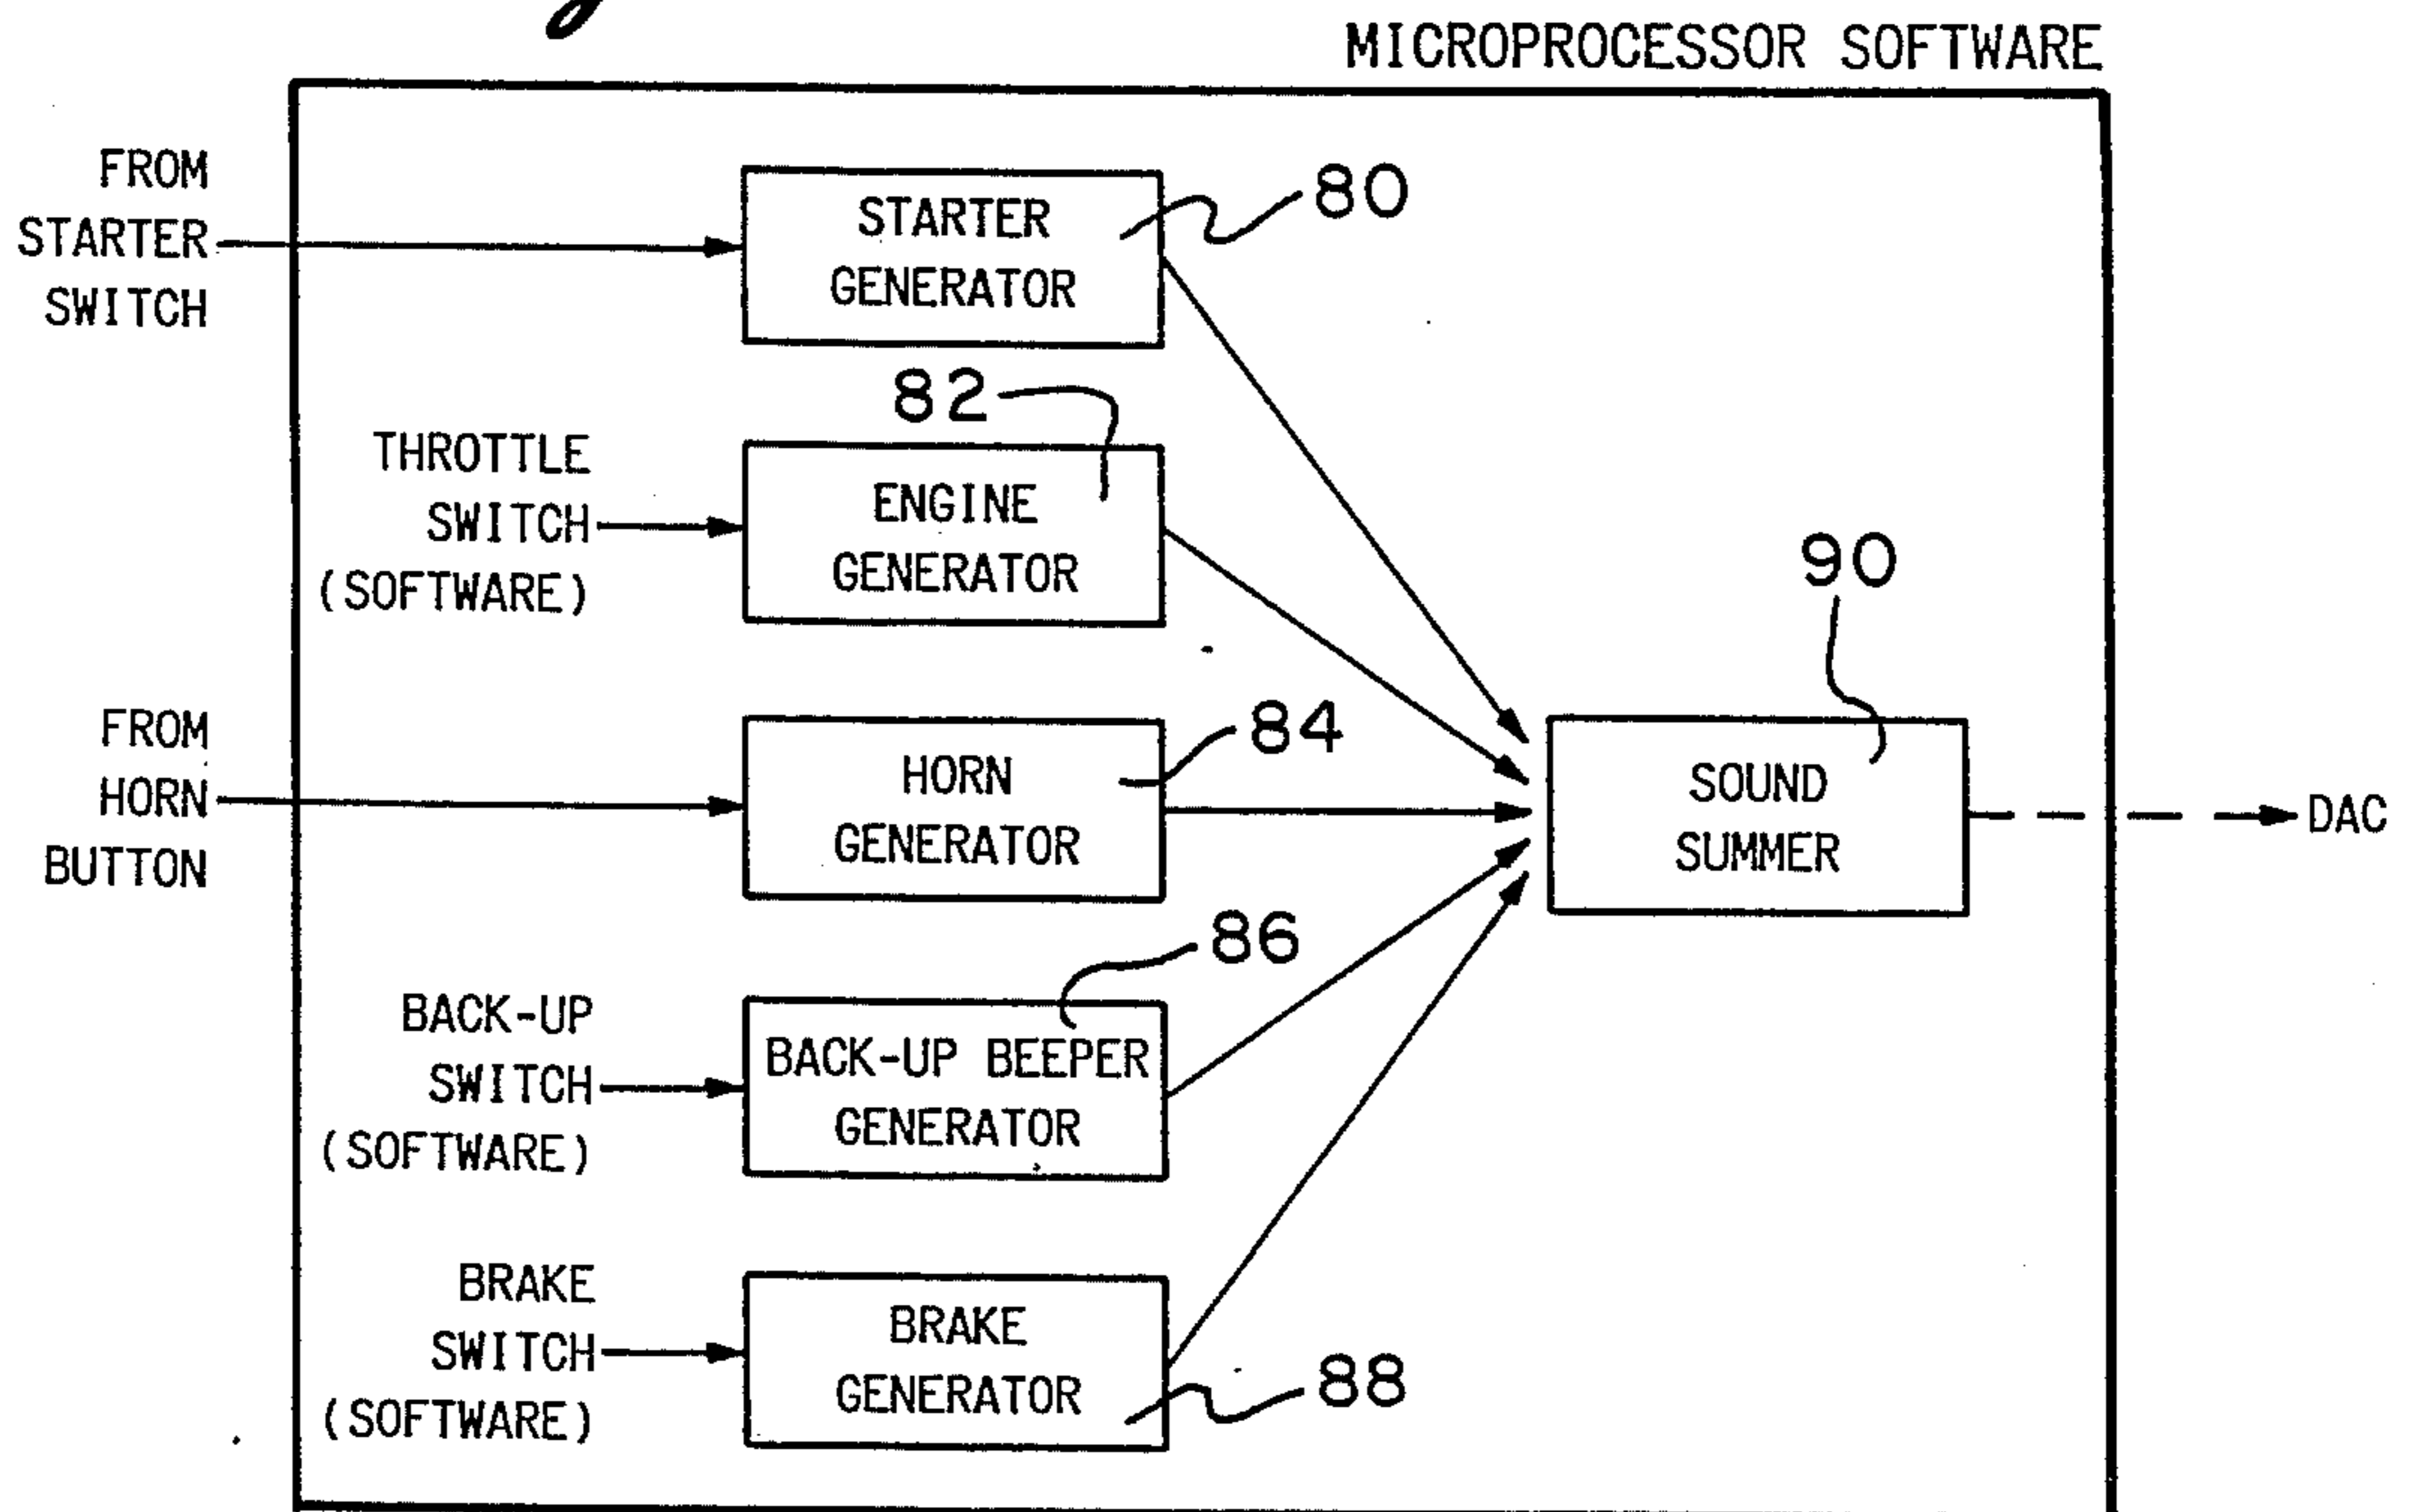 MICROPROCESSOR SOFTWARE
FROM
STARTER
SWITCH
STARTER
GENERATOR
80
82
THROTTLE
SWITCH
(SOFTWARE)
ENGINE
GENERATOR
90
FROM
HORN
BUTTON
HORN
GENERATOR
84
SOUND
SUMMER
DAC
86
BACK-UP
SWITCH
(SOFTWARE)
BACK-UP BEEPER
GENERATOR
BRAKE
SWITCH
(SOFTWARE)
BRAKE
GENERATOR
88